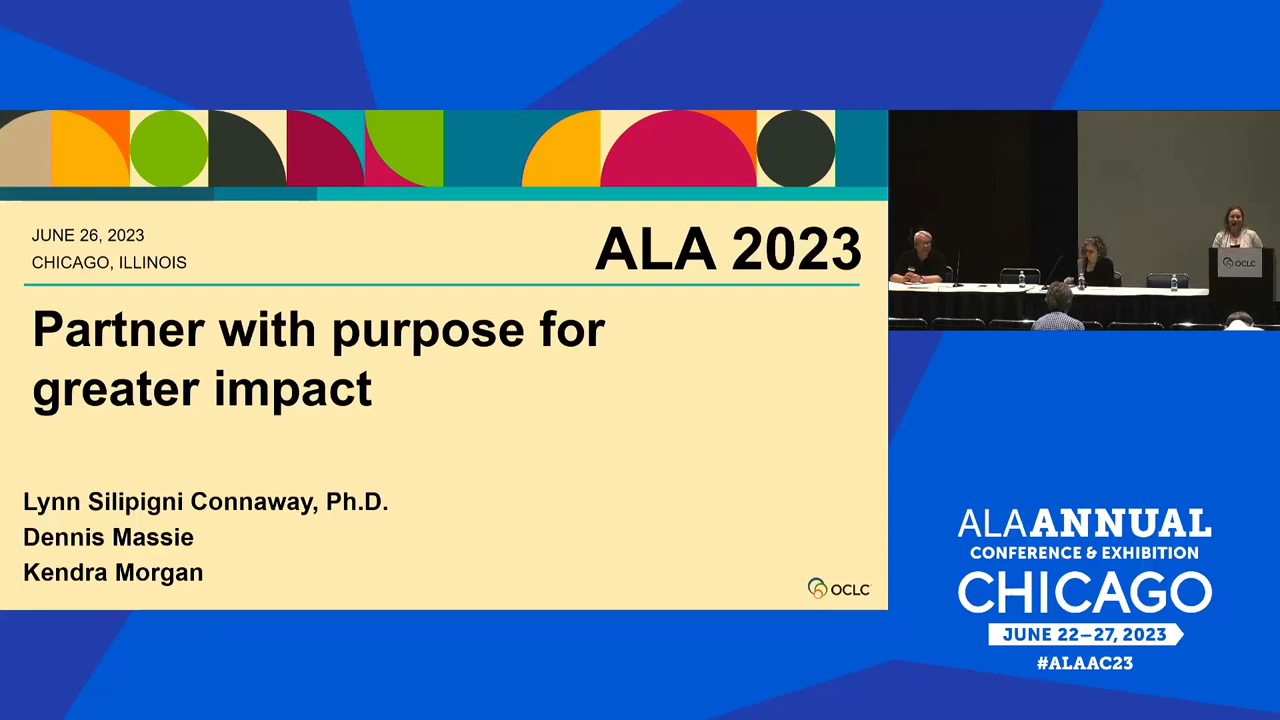 JUNE 26, 2023
CHICAGO, ILLINOIS
ALA 2023
Partner with purpose for
greater impact
Lynn Silipigni Connaway, Ph.D.
Dennis Massie
Kendra Morgan
OCLC
OCLC
ALA ANNUAL
CONFERENCE & EXHIBITION
CHICAGO
JUNE 22–27, 2023
#ALAAC23